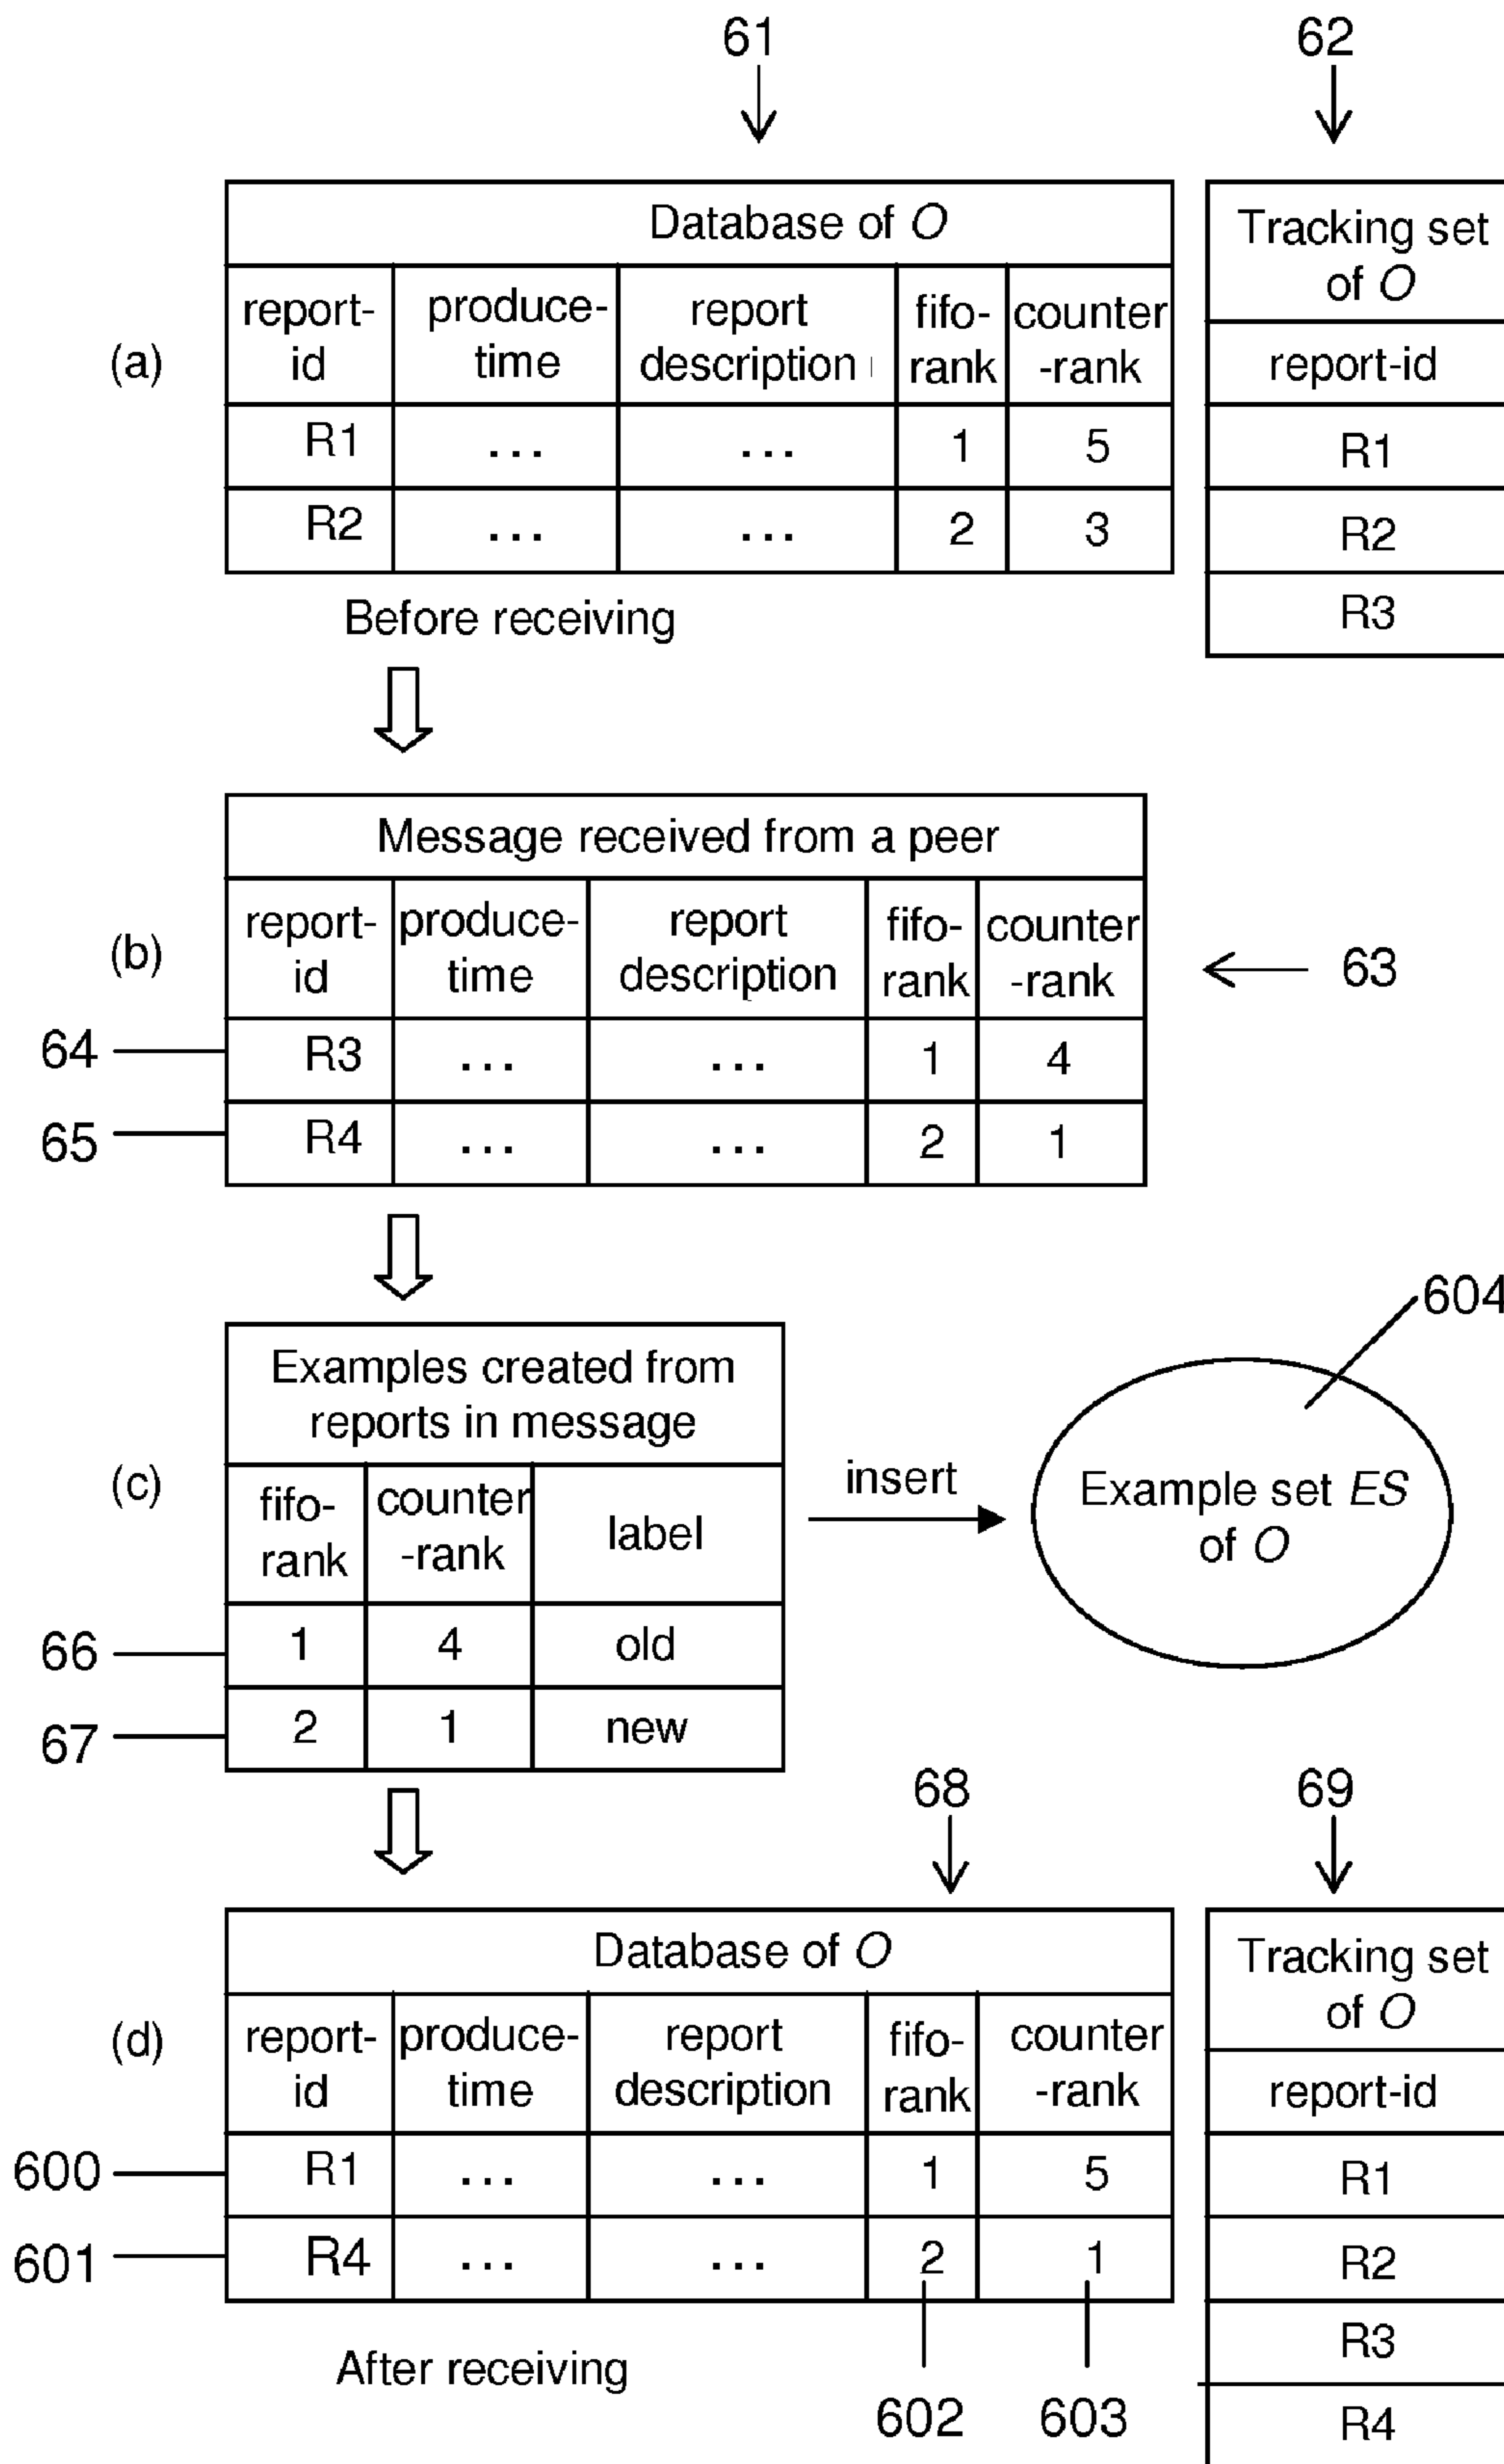 61
62
Database of O
report-id
produce-time
report description
fifo-rank
counter-rank
R1 ... ... 1 5
R2 ... ... 2 3
(a)
Tracking set
of O
report-id
R1
R2
R3
Before receiving
Message received from a peer
(b)
report-id
produce-time
report description
fifo-rank
counter-rank
63
64 R3 ... ... 1 4
65 R4 ... ... 2 1
Examples created from
reports in message
(c)
fifo-rank
counter-rank
label
66 1 4 old
67 2 1 new
insert
604
Example set ES
of O
68
69
Database of O
(d)
report-id
produce-time
report description
fifo-rank
counter-rank
600 R1 ... ... 1 5
601 R4 ... ... 2 1
Tracking set
of O
report-id
R1
R2
R3
R4
After receiving
602
603